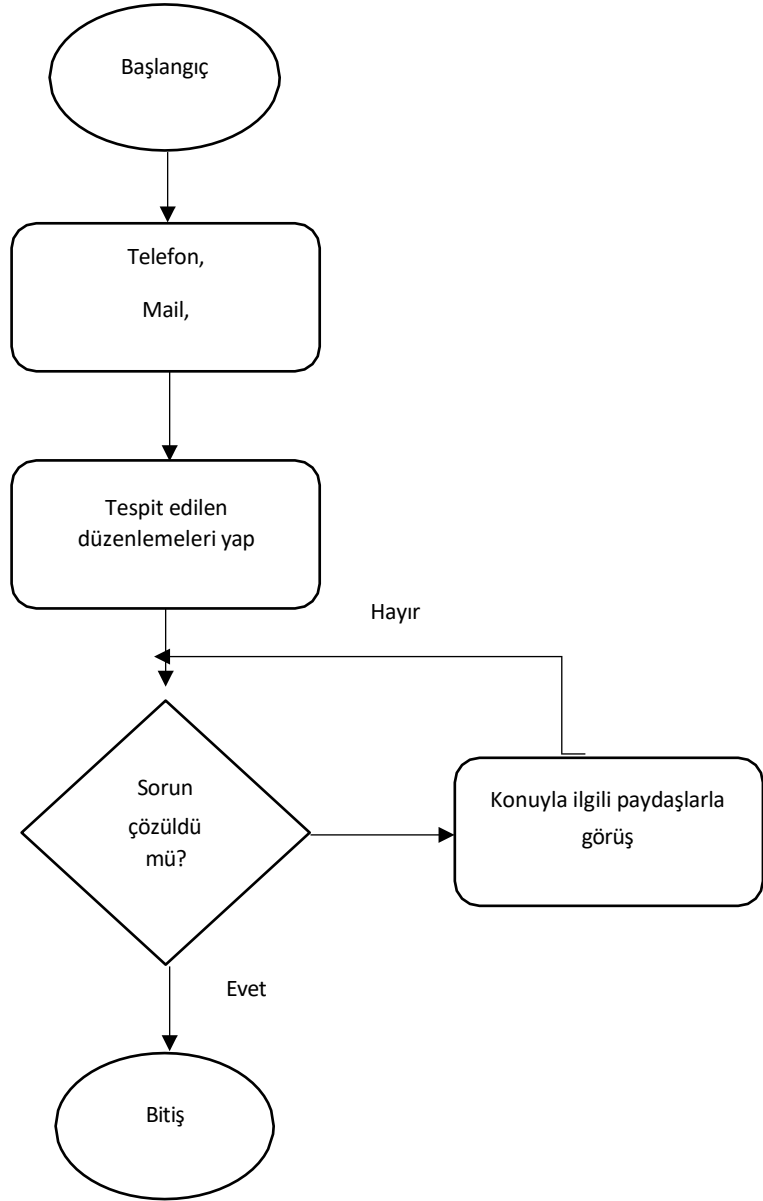 Başlangıç
Telefon,
Mail,
Tespit edilen
düzenlemeleri yap
Hayır
Sorun
çözüldü
mü?
Konuyla ilgili paydaşlarla
görüş
Evet
Bitiş